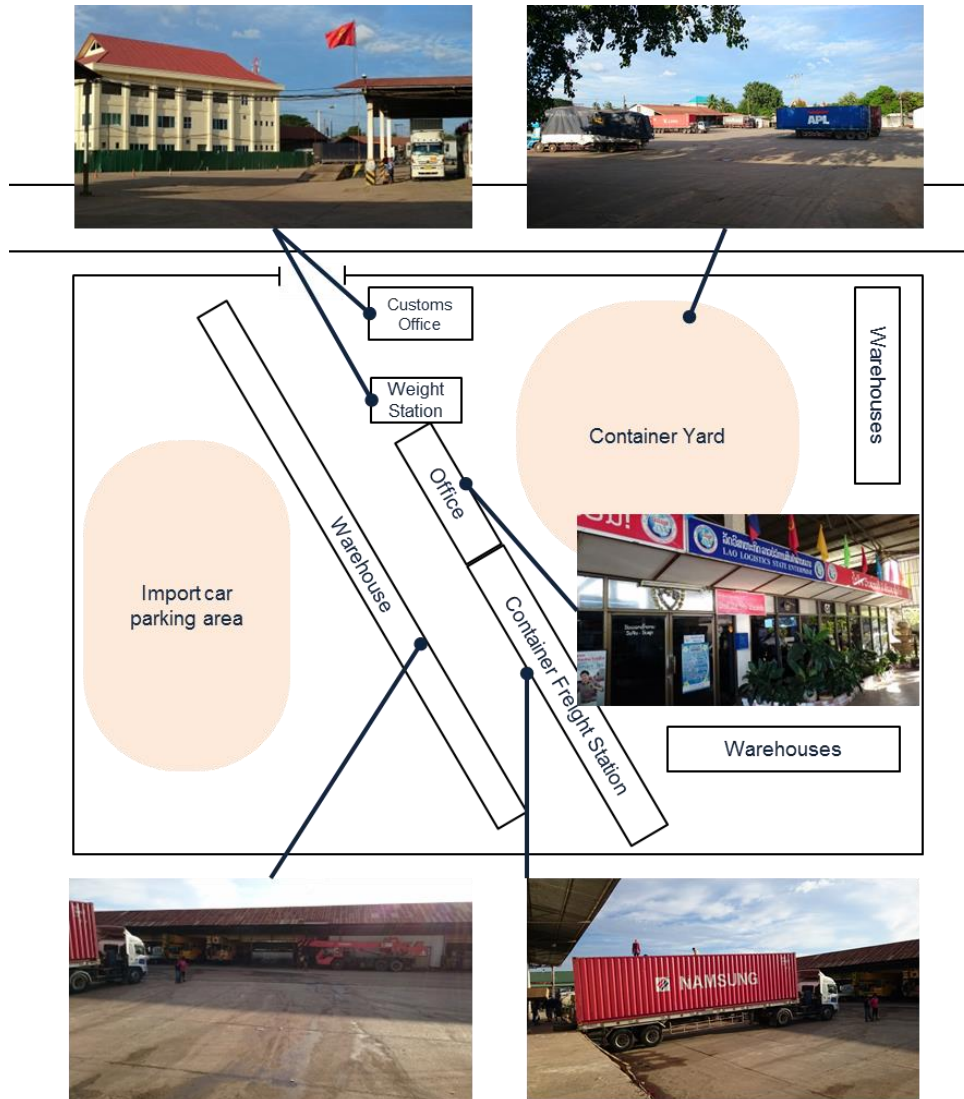 APL
Customs
Office
Weight
Station
Warehouses
Container Yard
Office
Warehouse
Import car
parking area
LAO LOGISTICS STATE ENTERPRISE
Container Freight Station
Warehouses
NAMSUNG